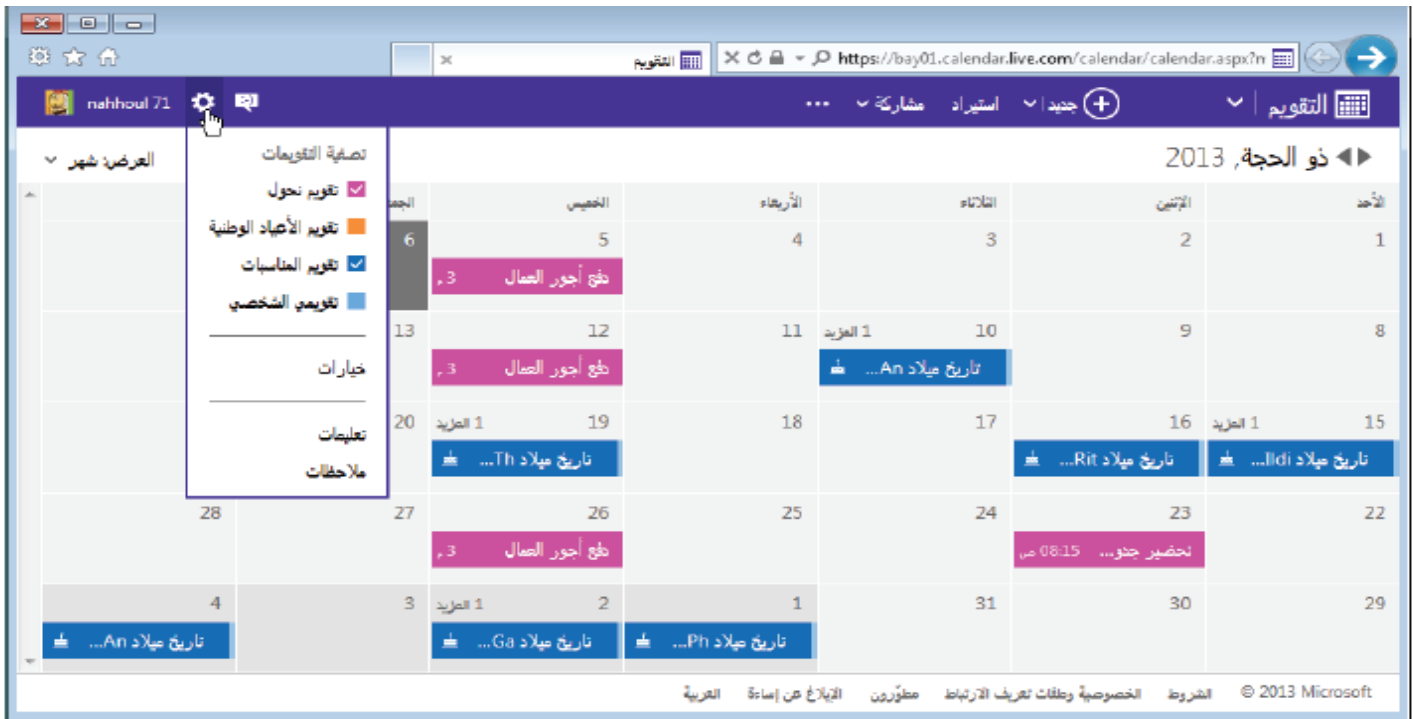 التقويم
https://bay01.calendar.live.com/calendar/calendar.aspx?n
التقويم جديد استيراد مشاركة ••• nahhoul 71
ذو الحجة, 2013
العرض: شهر
تصفية التقويمات
تقويم نحول
تقويم الأعياد الوطنية
تقويم المناسبات
تقويمي الشخصي
خيارات
تعليمات
ملاحظات
الأحد الإثنين الثلاثاء الأربعاء الخميس الجمع
1 2 3 4 5 6
دفع أجور العمال 3
8 9 10 1 المزيد 11 12 13
تاريخ ميلاد An... دفع أجور العمال 3
15 1 المزيد 16 17 18 19 1 المزيد 20
تاريخ ميلاد Ildi... تاريخ ميلاد Rit... تاريخ ميلاد Th...
22 23 24 25 26 27 28
تحضير جدو... 08:15 ص دفع أجور العمال 3
29 30 31 1 2 1 المزيد 3 4
تاريخ ميلاد Ph... تاريخ ميلاد Ga... تاريخ ميلاد An...
© 2013 Microsoft الشروط الخصوصية وملفات تعريف الارتباط مطوّرون الإبلاغ عن إساءة العربية